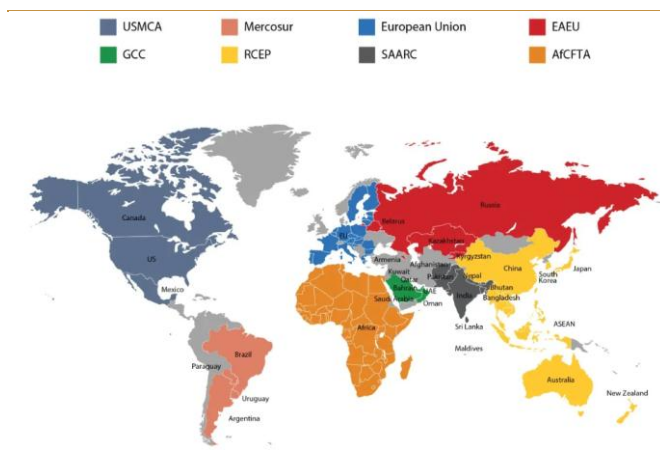 USMCA Mercosur European Union EAEU
GCC RCEP SAARC AfCFTA
Canada
Russia
Belarus
EU
Kazakhstan
US
Armenia
Kyrgyzstan
Afghanistan
Mexico
Kuwait
China
Japan
South
Korea
Qatar
Pakistan
Nepal
Bahrain
UAE
Bhutan
Saudi Arabia
India
Bangladesh
Oman
Africa
Sri Lanka
ASEAN
Maldives
Brazil
Paraguay
Australia
Uruguay
New Zealand
Argentina